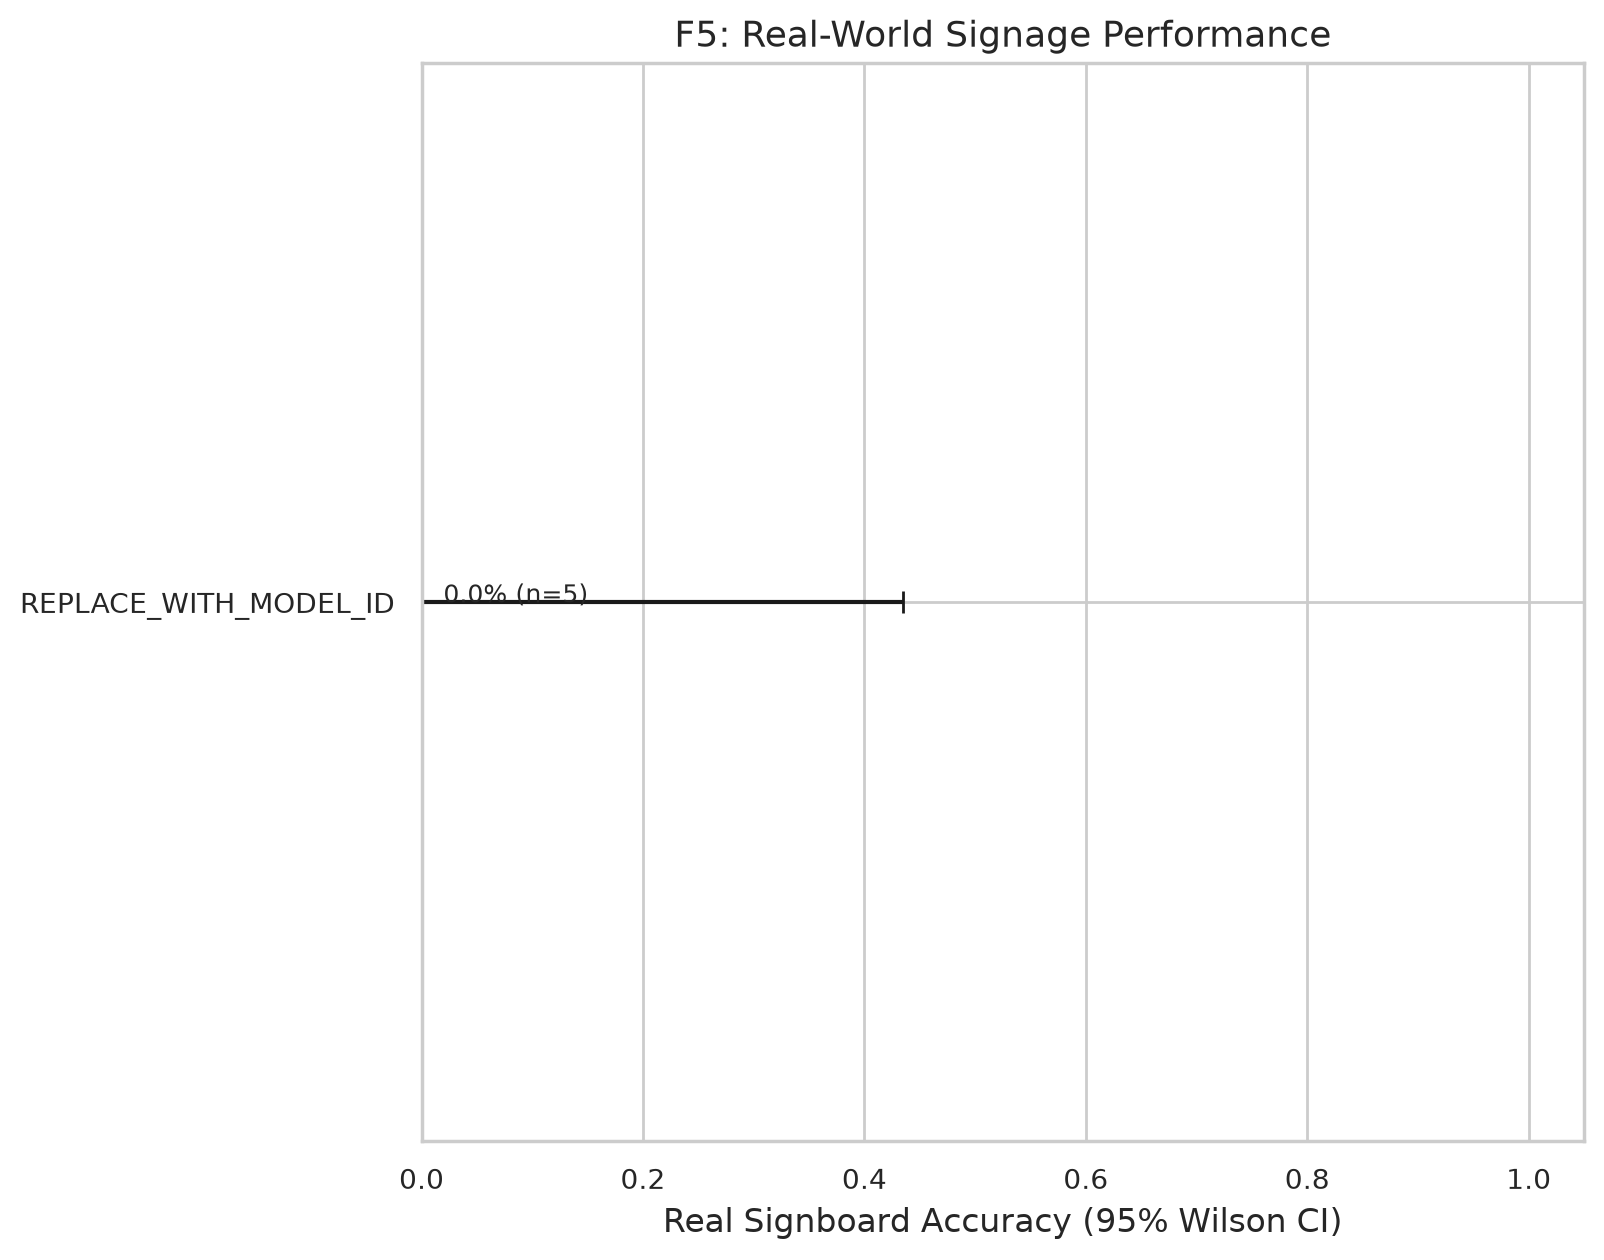 F5: Real-World Signage Performance
REPLACE_WITH_MODEL_ID
0.0% (n=5)
0.0 0.2 0.4 0.6 0.8 1.0
Real Signboard Accuracy (95% Wilson CI)